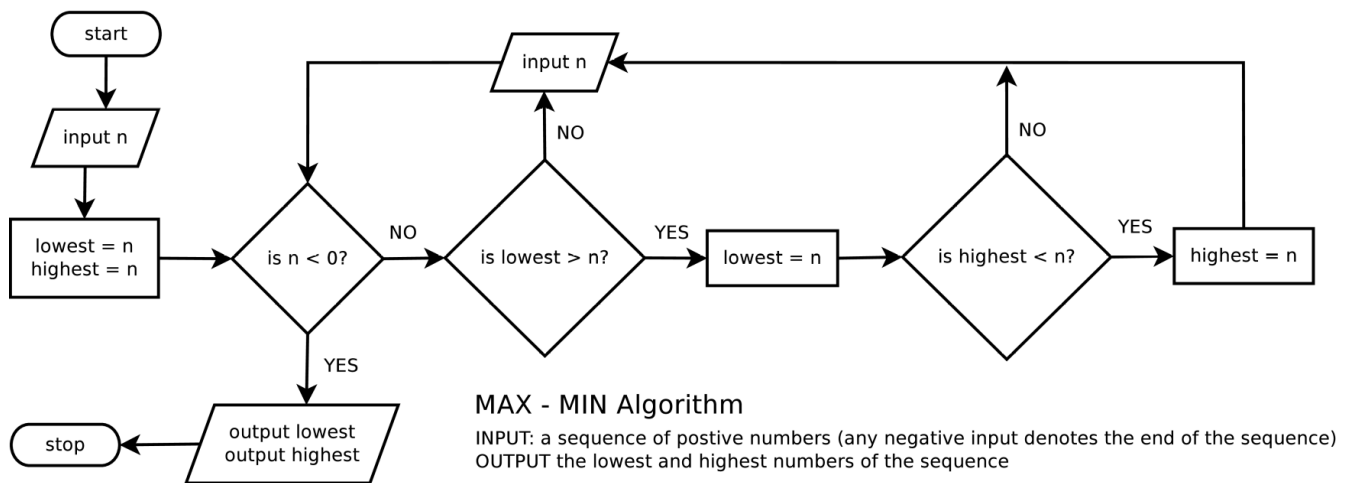 start
input n
lowest = n
highest = n
is n < 0?
NO
YES
output lowest
output highest
stop
input n
NO
is lowest > n?
YES
lowest = n
is highest < n?
NO
YES
highest = n
MAX - MIN Algorithm
INPUT: a sequence of postive numbers (any negative input denotes the end of the sequence)
OUTPUT the lowest and highest numbers of the sequence